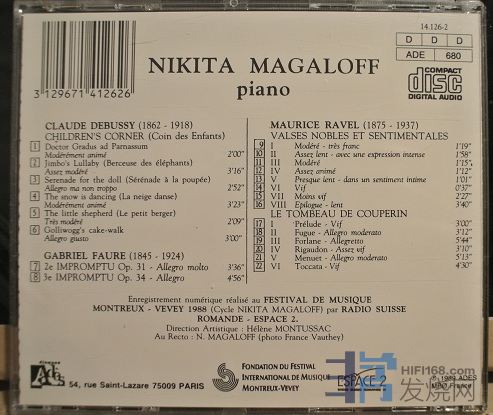 14.126-2
D D D
ADE 680
COMPACT
disc
DIGITAL AUDIO
3 129671 412626
NIKITA MAGALOFF
piano
CLAUDE DEBUSSY (1862 - 1918)
CHILDREN'S CORNER (Coin des Enfants)
1 Doctor Gradus ad Parnassum
Modérément animé 2'00"
2 Jimbo's Lullaby (Berceuse des éléphants)
Assez modéré 3'16"
3 Serenade for the doll (Sérénade à la poupée)
Allegro ma non troppo 2'52"
4 The snow is dancing (La neige danse)
Modérément animé 3'23"
5 The little shepherd (Le petit berger)
Très modéré 2'09"
6 Golliwogg's cake-walk
Allegro giusto 3'00"
GABRIEL FAURE (1845 - 1924)
7 2e IMPROMPTU Op. 31 - Allegro molto 3'36"
8 3e IMPROMPTU Op. 34 - Allegro 4'56"
MAURICE RAVEL (1875 - 1937)
VALSES NOBLES ET SENTIMENTALES
9 I Modéré - très franc 1'19"
10 II Assez lent - avec une expression intense 1'58"
11 III Modéré 1'15"
12 IV Assez animé 1'12"
13 V Presque lent - dans un sentiment intime 1'01"
14 VI Vif 0'37"
15 VII Moins vif 2'27"
16 VIII Epilogue - lent 3'40"
LE TOMBEAU DE COUPERIN
17 I Prélude - Vif 3'00"
18 II Fugue - Allegro moderato 3'12"
19 III Forlane - Allegretto 5'44"
20 IV Rigaudon - Assez vif 3'10"
21 V Menuet - Allegro moderato 5'13"
22 VI Toccata - Vif 4'30"
Enregistrement numérique réalisé au FESTIVAL DE MUSIQUE
MONTREUX - VEVEY 1988 (Cycle NIKITA MAGALOFF) par RADIO SUISSE
ROMANDE - ESPACE 2.
Direction Artistique : Hélène MONTUSSAC
Au Recto : N. MAGALOFF (photo France Vauthey)
disques
ADES
54, rue Saint-Lazare 75009 PARIS
FONDATION DU FESTIVAL
INTERNATIONAL DE MUSIQUE
MONTREUX-VEVEY
ESPACE 2
℗ 1989 ADES
MPO France
HIFI168.com
发烧网